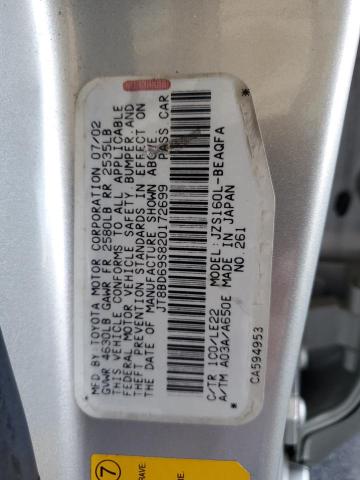 MFD BY TOYOTA MOTOR CORPORATION 07/02
GVWR 4630LB GAWR FR 2580LB RR 2535LB
THIS VEHICLE CONFORMS TO ALL APPLICABLE
FEDERAL MOTOR VEHICLE SAFETY, BUMPER, AND
THEFT PREVENTION STANDARDS IN EFFECT ON
THE DATE OF MANUFACTURE SHOWN ABOVE.
JT8BD69S820172699 PASS CAR
MODEL: JZS160L-BEAQFA
C/TR 1C0/LE22 MADE IN JAPAN
A/TM A03A/A650E NO.261
CA594953
7